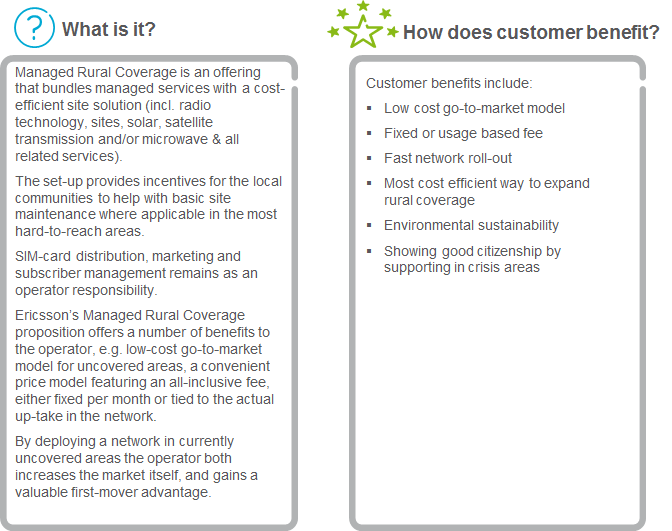 What is it?
Managed Rural Coverage is an offering
that bundles managed services with a cost-
efficient site solution (incl. radio
technology, sites, solar, satellite
transmission and/or microwave & all
related services).
The set-up provides incentives for the local
communities to help with basic site
maintenance where applicable in the most
hard-to-reach areas.
SIM-card distribution, marketing and
subscriber management remains as an
operator responsibility.
Ericsson's Managed Rural Coverage
proposition offers a number of benefits to
the operator, e.g. low-cost go-to-market
model for uncovered areas, a convenient
price model featuring an all-inclusive fee,
either fixed per month or tied to the actual
up-take in the network.
By deploying a network in currently
uncovered areas the operator both
increases the market itself, and gains a
valuable first-mover advantage.
How does customer benefit?
Customer benefits include:
▪ Low cost go-to-market model
▪ Fixed or usage based fee
▪ Fast network roll-out
▪ Most cost efficient way to expand
rural coverage
▪ Environmental sustainability
▪ Showing good citizenship by
supporting in crisis areas